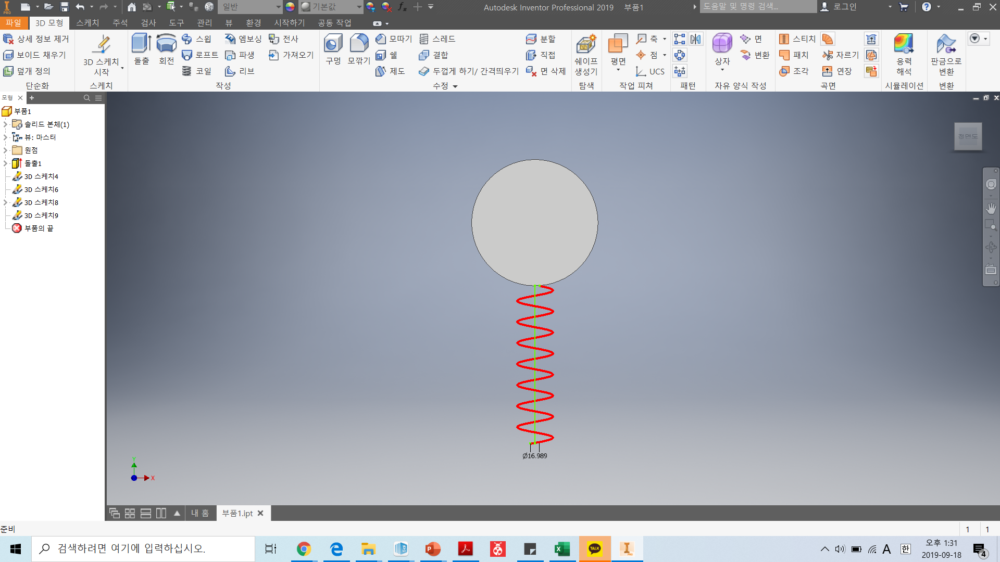 PRO 일반 기본값 fx Autodesk Inventor Professional 2019 부품1 도움말 및 명령 검색... 로그인
파일 3D 모형 스케치 주석 검사 도구 관리 뷰 환경 시작하기 공동 작업
상세 정보 제거
보이드 채우기
덮개 정의
단순화
3D 스케치
시작
스케치
돌출
회전
스윕
로프트
코일
엠보싱
파생
리브
전사
가져오기
작성
구멍
모깎기
모따기
쉘
제도
스레드
결합
두껍게 하기/ 간격띄우기
분할
직접
면 삭제
수정
쉐이프
생성기
탐색
평면
축
점
UCS
작업 피쳐
패턴
상자
면
변환
자유 양식 작성
스티치
패치
조각
자르기
연장
곡면
응력
해석
시뮬레이션
판금으로
변환
변환
모형
부품1
솔리드 본체(1)
뷰: 마스터
원점
돌출1
3D 스케치4
3D 스케치6
3D 스케치8
3D 스케치9
부품의 끝
정면도
Ø16.989
Y
X
내 홈 부품1.ipt
준비 1 1
검색하려면 여기에 입력하십시오.
TALK
PRO
A 한
오후 1:31
2019-09-18
4